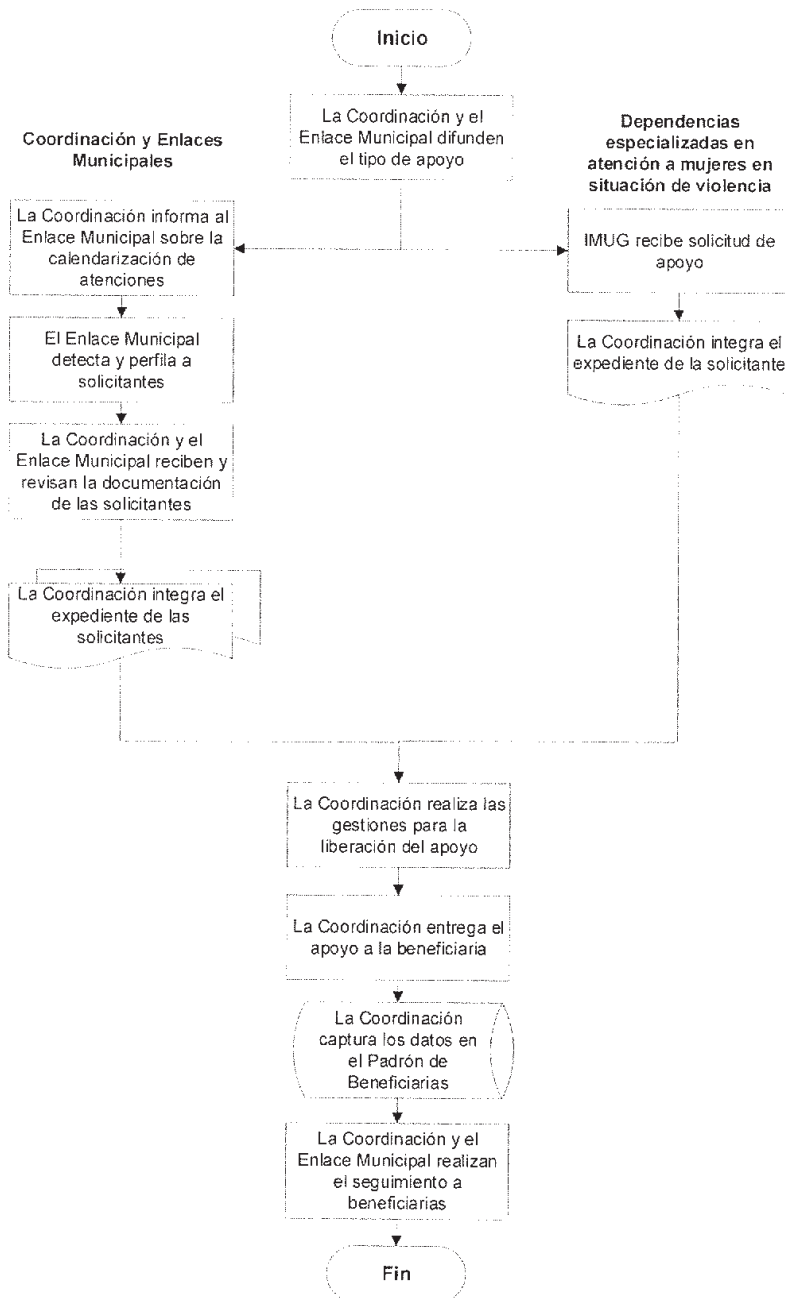 Inicio
La Coordinación y el
Enlace Municipal difunden
el tipo de apoyo
Coordinación y Enlaces
Municipales
La Coordinación informa al
Enlace Municipal sobre la
calendarización de
atenciones
El Enlace Municipal
detecta y perfila a
solicitantes
La Coordinación y el
Enlace Municipal reciben y
revisan la documentación
de las solicitantes
La Coordinación integra el
expediente de las
solicitantes
Dependencias
especializadas en
atención a mujeres en
situación de violencia
IMUG recibe solicitud de
apoyo
La Coordinación integra el
expediente de la solicitante
La Coordinación realiza las
gestiones para la
liberación del apoyo
La Coordinación entrega el
apoyo a la beneficiaria
La Coordinación
captura los datos en
el Padrón de
Beneficiarias
La Coordinación y el
Enlace Municipal realizan
el seguimiento a
beneficiarias
Fin